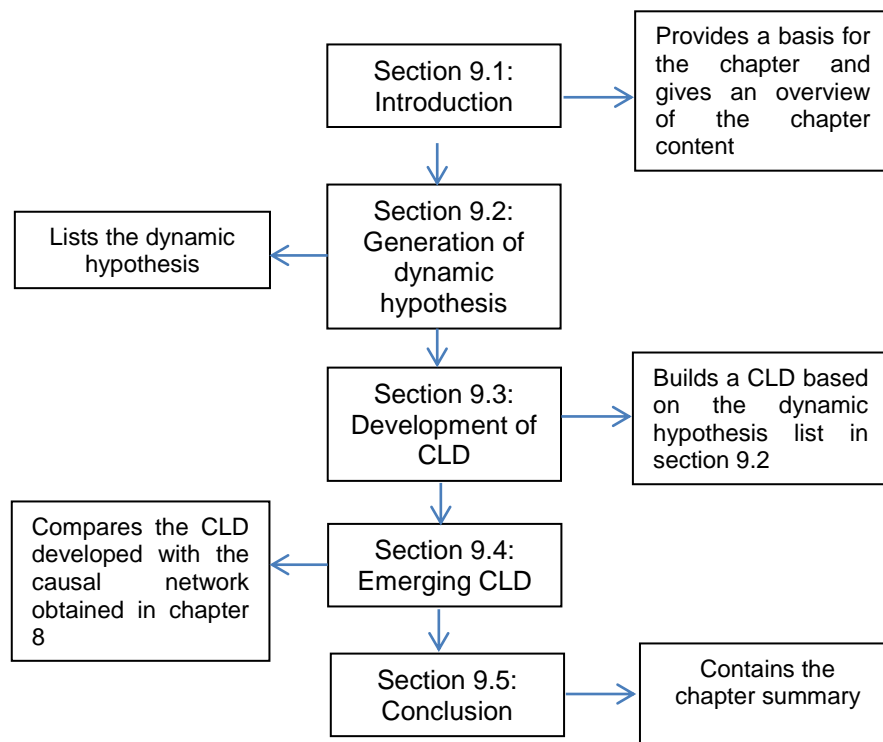 Section 9.1:
Introduction
Provides a basis for
the chapter and
gives an overview
of the chapter
content
Section 9.2:
Generation of
dynamic
hypothesis
Lists the dynamic
hypothesis
Section 9.3:
Development of
CLD
Builds a CLD based
on the dynamic
hypothesis list in
section 9.2
Section 9.4:
Emerging CLD
Compares the CLD
developed with the
causal network
obtained in chapter
8
Section 9.5:
Conclusion
Contains the
chapter summary